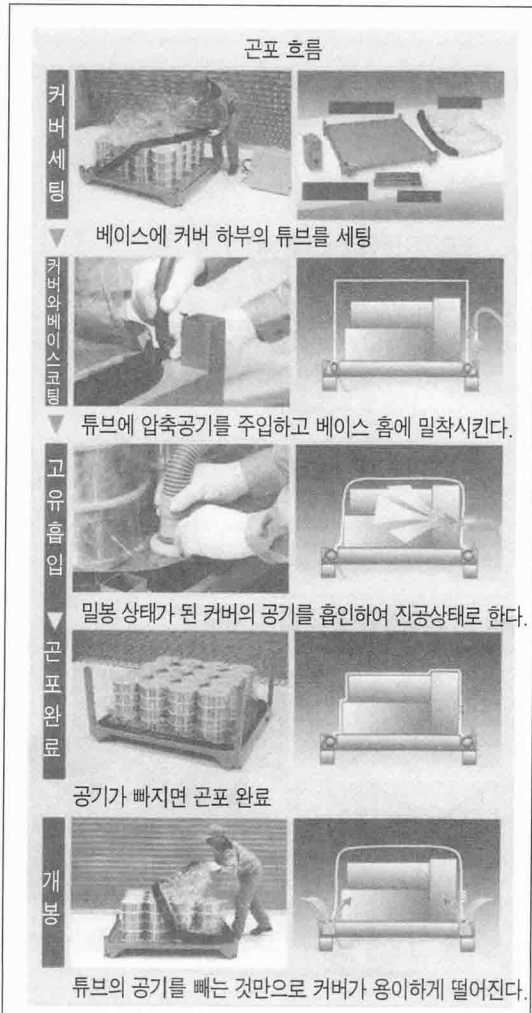 곤포 흐름
커버세팅
베이스에 커버 하부의 튜브를 세팅
커버와베이스코팅
튜브에 압축공기를 주입하고 베이스 홈에 밀착시킨다.
고유흡입
밀봉 상태가 된 커버의 공기를 흡인하여 진공상태로 한다.
곤포완료
공기가 빠지면 곤포 완료
개봉
튜브의 공기를 빼는 것만으로 커버가 용이하게 떨어진다.